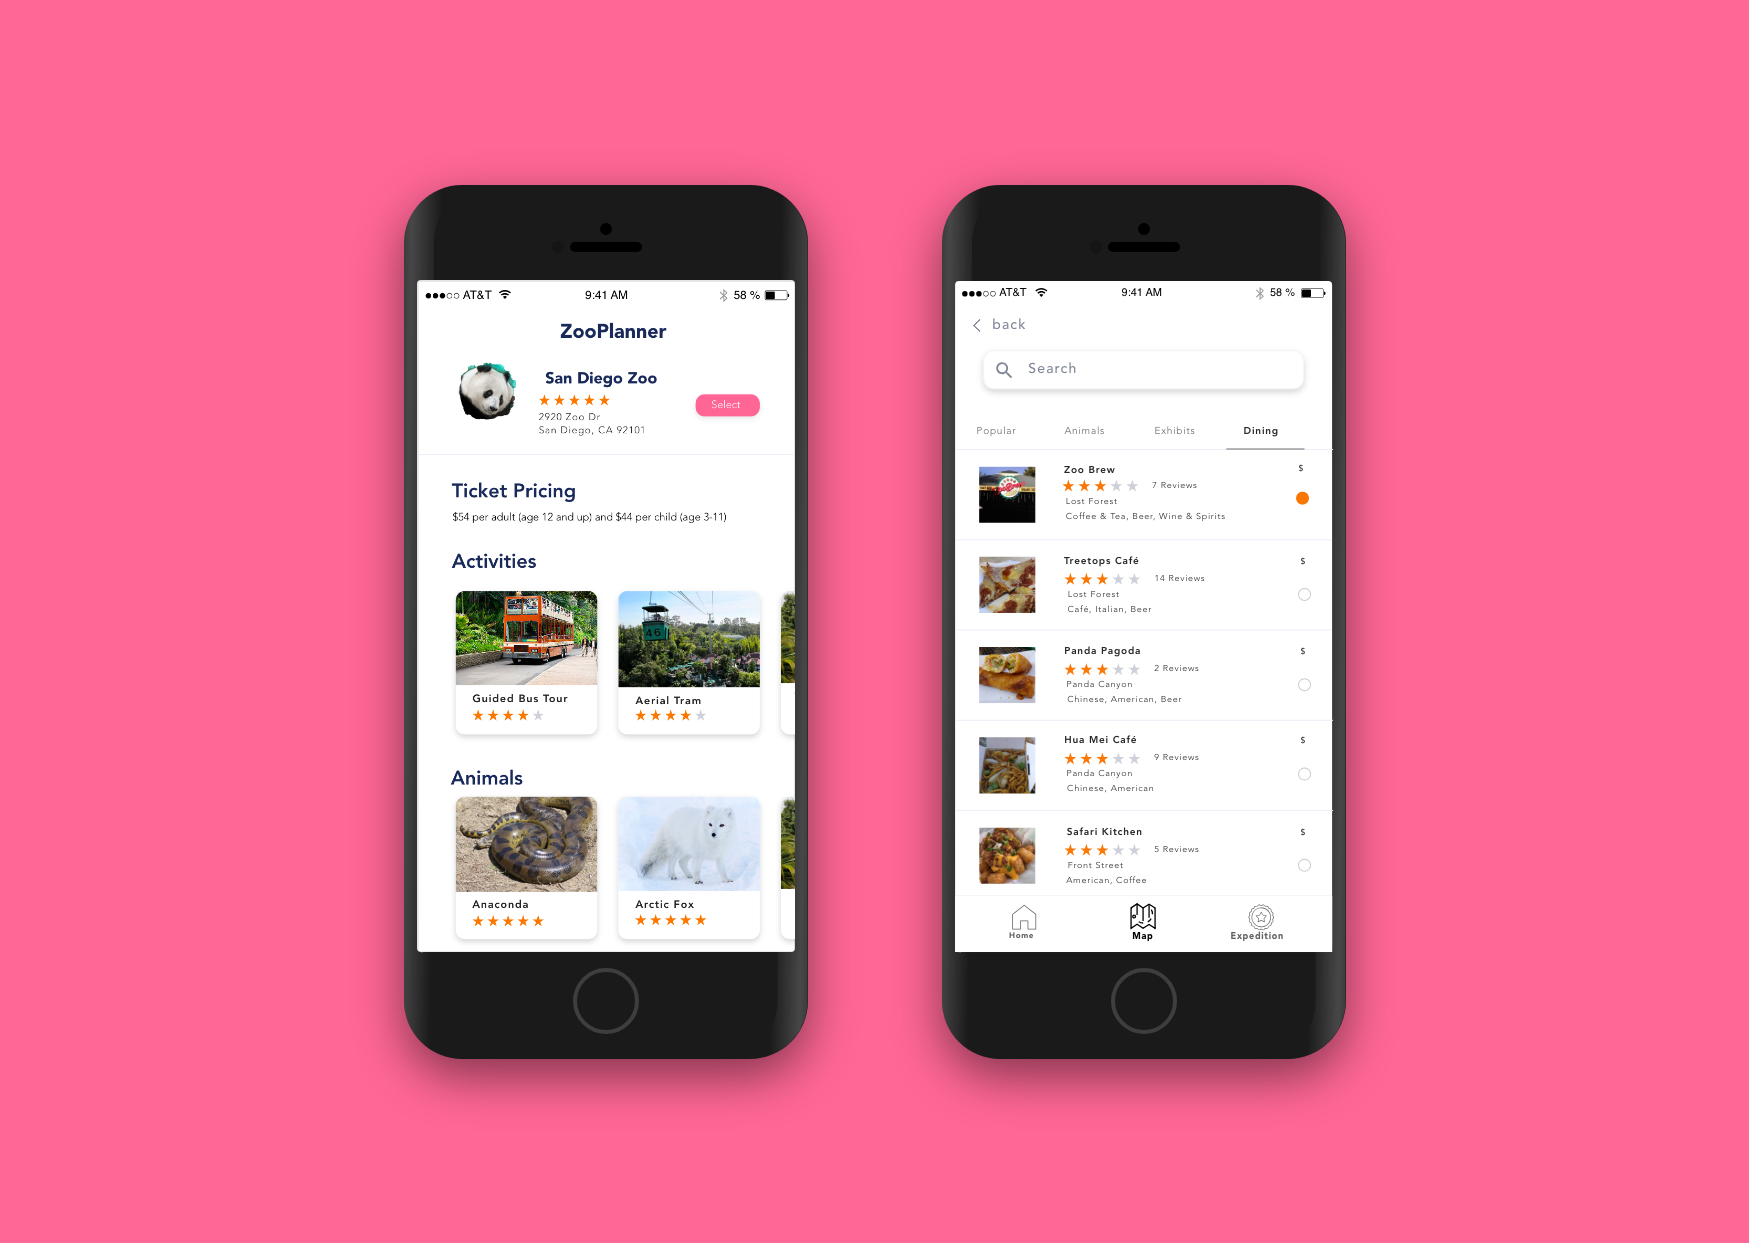 AT&T 9:41 AM 58 %
ZooPlanner
San Diego Zoo
2920 Zoo Dr
San Diego, CA 92101
Select
Ticket Pricing
$54 per adult (age 12 and up) and $44 per child (age 3-11)
Activities
46
Guided Bus Tour
Aerial Tram
Animals
Anaconda
Arctic Fox
AT&T 9:41 AM 58 %
back
Search
Popular Animals Exhibits Dining
Zoo Brew $
7 Reviews
Lost Forest
Coffee & Tea, Beer, Wine & Spirits
Treetops Café $
14 Reviews
Lost Forest
Café, Italian, Beer
Panda Pagoda $
2 Reviews
Panda Canyon
Chinese, American, Beer
Hua Mei Café $
9 Reviews
Panda Canyon
Chinese, American
Safari Kitchen $
5 Reviews
Front Street
American, Coffee
Home Map Expedition